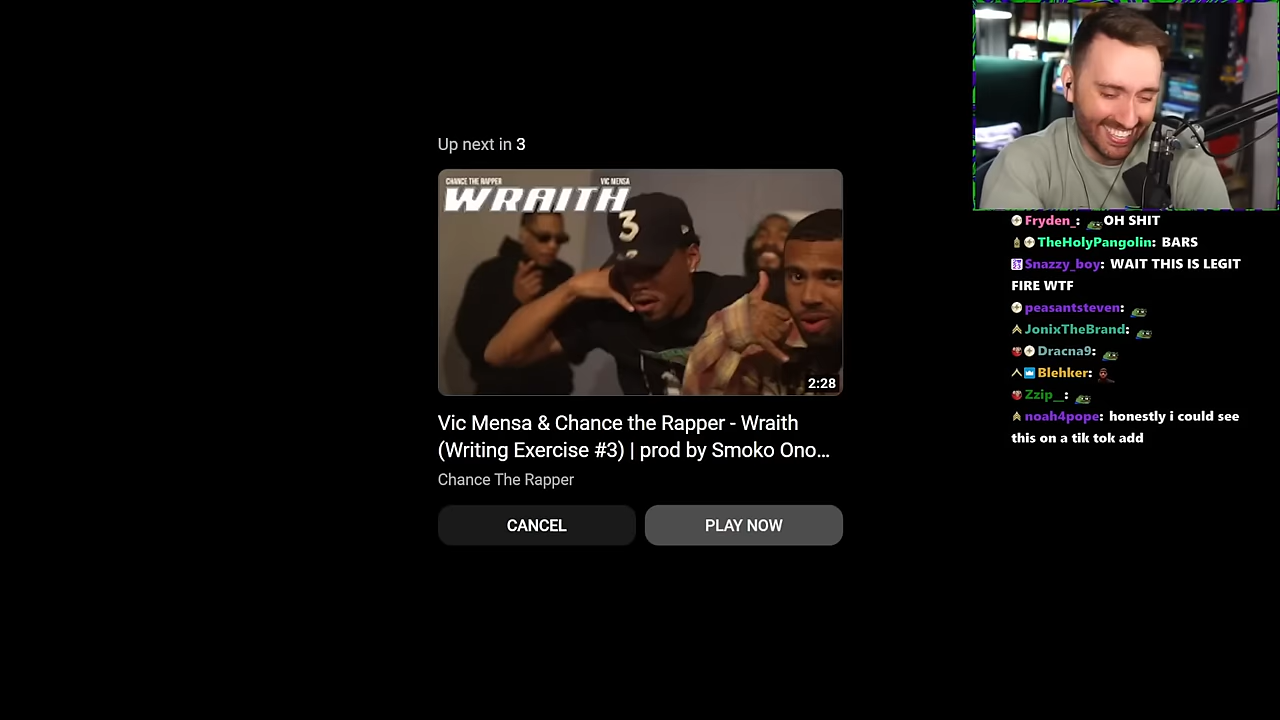 Up next in 3
CHANCE THE RAPPER
VIC MENSA
WRAITH
3
2:28
Vic Mensa & Chance the Rapper - Wraith
(Writing Exercise #3) | prod by Smoko Ono...
Chance The Rapper
CANCEL
PLAY NOW
Fryden_: OH SHIT
TheHolyPangolin: BARS
Snazzy_boy: WAIT THIS IS LEGIT
FIRE WTF
peasantsteven:
JonixTheBrand:
Dracna9:
Blehker:
Zzip__:
noah4pope: honestly i could see
this on a tik tok add